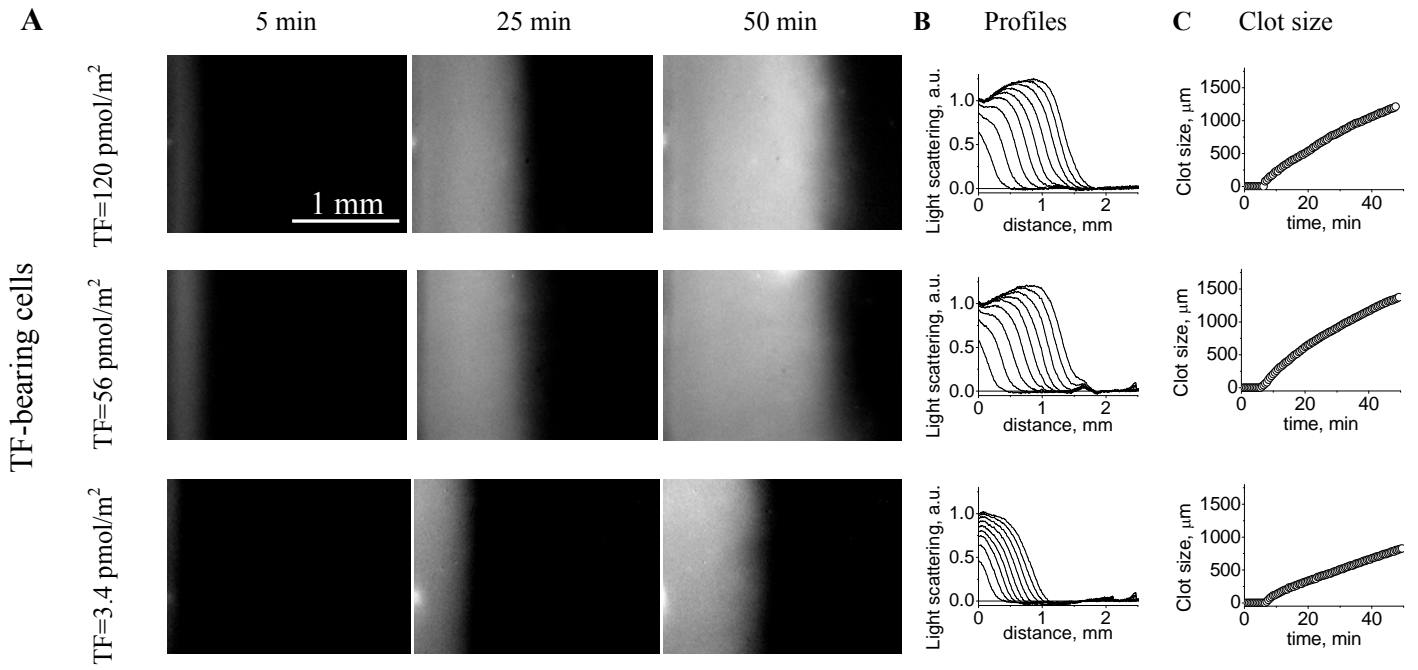 A
5 min
25 min
50 min
B
Profiles
C
Clot size
TF-bearing cells
TF=120 pmol/m²
1 mm
Light scattering, a.u.
1.0
0.5
0.0
0
1
2
distance, mm
Clot size, μm
1500
1000
500
0
0
20
40
time, min
TF=56 pmol/m²
Light scattering, a.u.
1.0
0.5
0.0
0
1
2
distance, mm
Clot size, μm
1500
1000
500
0
0
20
40
time, min
TF=3.4 pmol/m²
Light scattering, a.u.
1.0
0.5
0.0
0
1
2
distance, mm
Clot size, μm
1500
1000
500
0
0
20
40
time, min